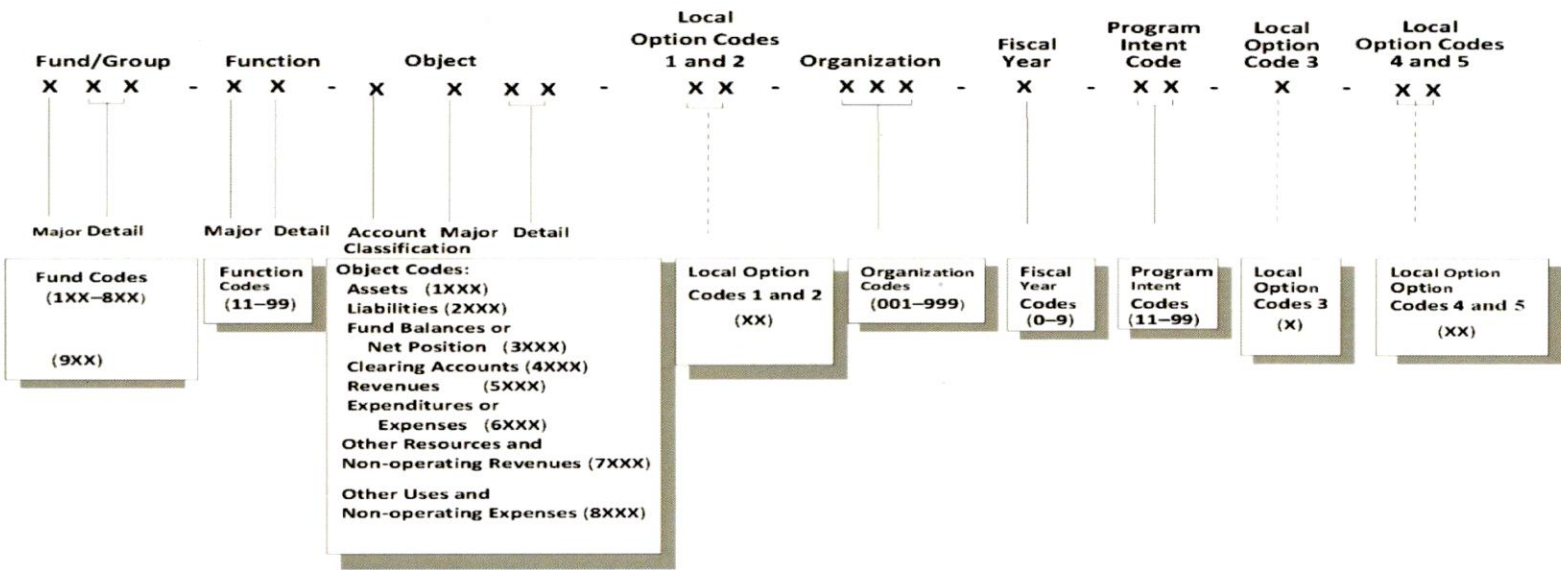 Fund/Group
X X X
-
Function
X X
-
Object
X X X X
-
Local
Option Codes
1 and 2
X X
-
Organization
X X X
-
Fiscal
Year
X
-
Program
Intent
Code
X X
-
Local
Option
Code 3
X
-
Local
Option Codes
4 and 5
X X
Major Detail
Fund Codes
(1XX–8XX)
(9XX)
Major Detail
Function
Codes
(11–99)
Account Major Detail
Classification
Object Codes:
Assets (1XXX)
Liabilities (2XXX)
Fund Balances or
Net Position (3XXX)
Clearing Accounts (4XXX)
Revenues (5XXX)
Expenditures or
Expenses (6XXX)
Other Resources and
Non-operating Revenues (7XXX)
Other Uses and
Non-operating Expenses (8XXX)
Local Option
Codes 1 and 2
(XX)
Organization
Codes
(001–999)
Fiscal
Year
Codes
(0–9)
Program
Intent
Codes
(11–99)
Local
Option
Codes 3
(X)
Local Option
Option
Codes 4 and 5
(XX)